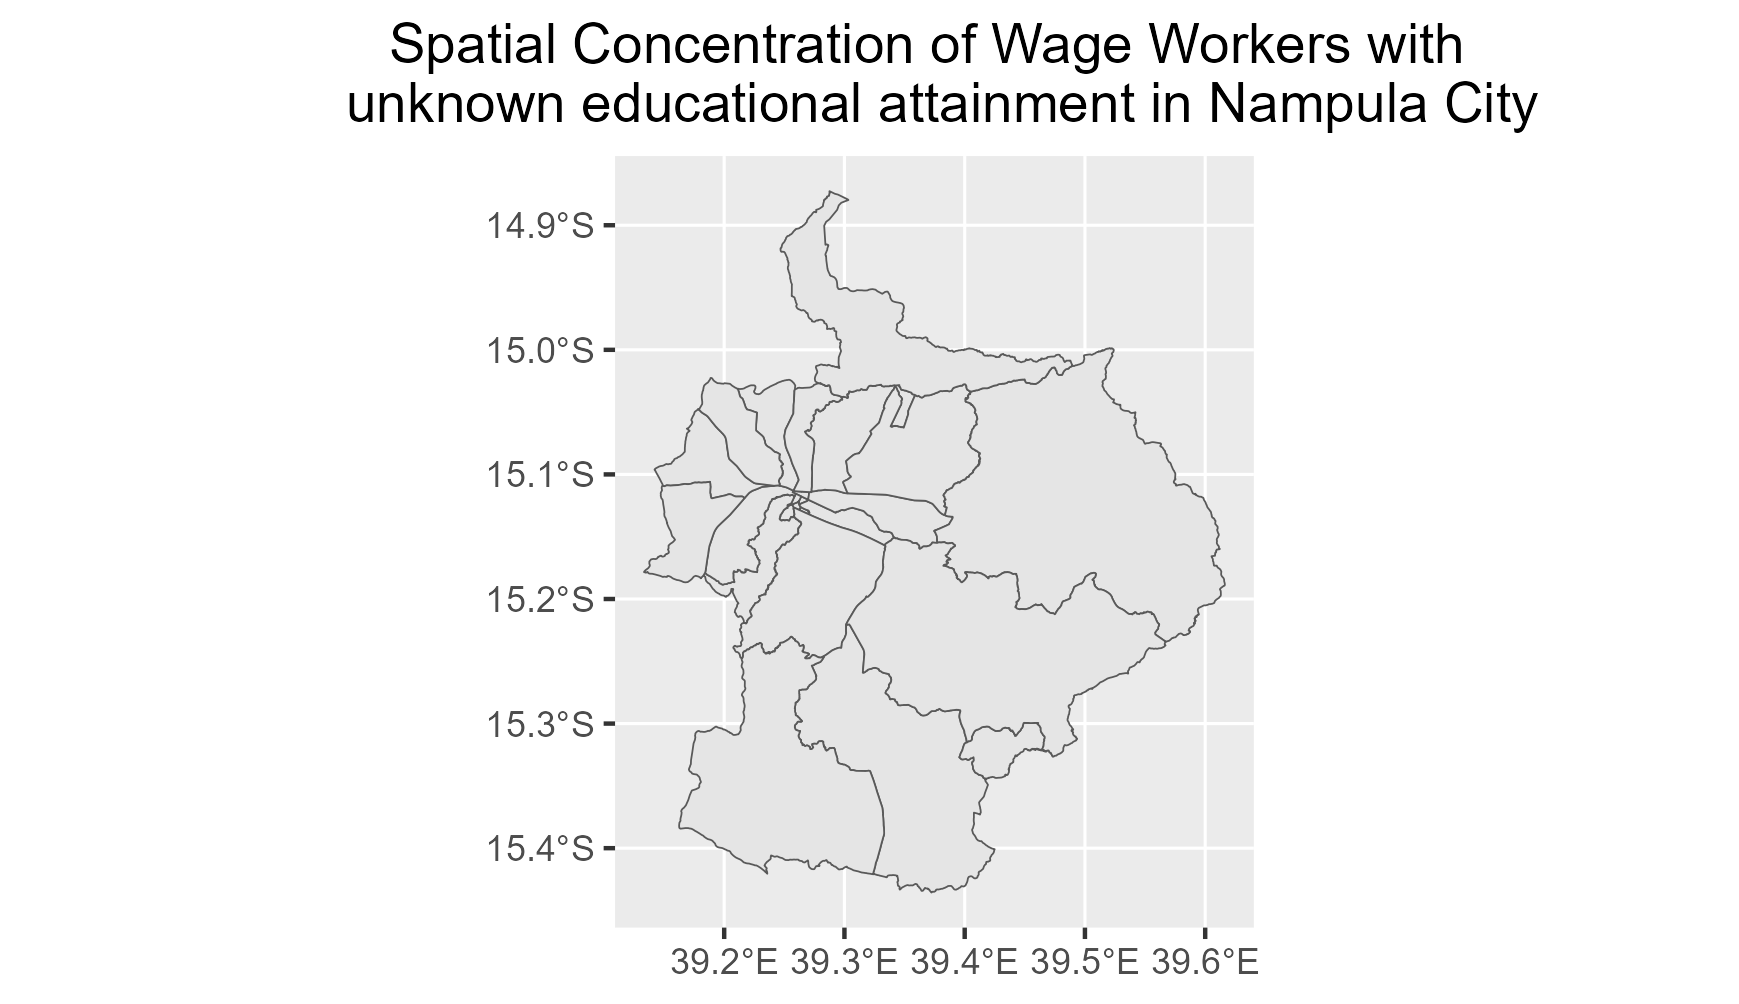 Spatial Concentration of Wage Workers with
unknown educational attainment in Nampula City
14.9°S
15.0°S
15.1°S
15.2°S
15.3°S
15.4°S
39.2°E 39.3°E 39.4°E 39.5°E 39.6°E